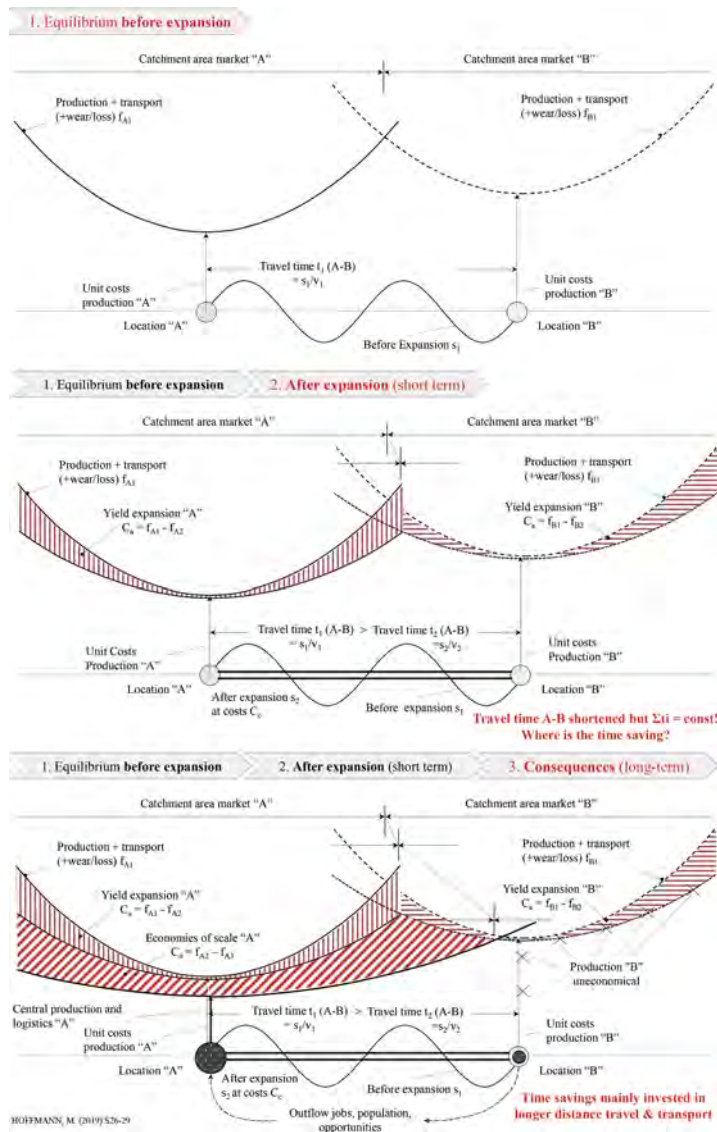 1. Equilibrium before expansion
Catchment area market “A”
Catchment area market “B”
Production + transport
(+wear/loss) fA1
Production + transport
(+wear/loss) fB1
Travel time t1 (A-B)
= s1/v1
Unit costs
production “A”
Unit costs
production “B”
Location “A”
Location “B”
Before Expansion s1
1. Equilibrium before expansion
2. After expansion (short term)
Catchment area market “A”
Catchment area market “B”
Production + transport
(+wear/loss) fA1
Production + transport
(+wear/loss) fB1
Yield expansion “A”
Ca = fA1 - fA2
Yield expansion “B”
Ca = fB1 - fB2
Travel time t1 (A-B) > Travel time t2 (A-B)
= s1/v1
=s2/v2
Unit Costs
Production “A”
Unit costs
Production “B”
Location “A”
Location “B”
After expansion s2
at costs Cc
Before expansion s1
Travel time A-B shortened but Σti = const!
Where is the time saving?
1. Equilibrium before expansion
2. After expansion (short term)
3. Consequences (long-term)
Catchment area market “A”
Catchment area market “B”
Production + transport
(+wear/loss) fA1
Production + transport
(+wear/loss) fB1
Yield expansion “A”
Ca = fA1 - fA2
Yield expansion “B”
Ca = fB1 - fB2
Economies of scale “A”
= fA2 – fA3
Production "B"
uneconomical
Central production and
logistics “A”
Travel time t1 (A-B) > Travel time t2 (A-B)
= s1/v1
=s2/v2
Unit costs
production “A”
Unit costs
production “B”
Location “A”
Location “B”
After expansion
s2 at costs Cc
Before expansion s1
Outflow jobs, population,
opportunities
Time savings mainly invested in
longer distance travel & transport
HOFFMANN, M. (2019) S26-29